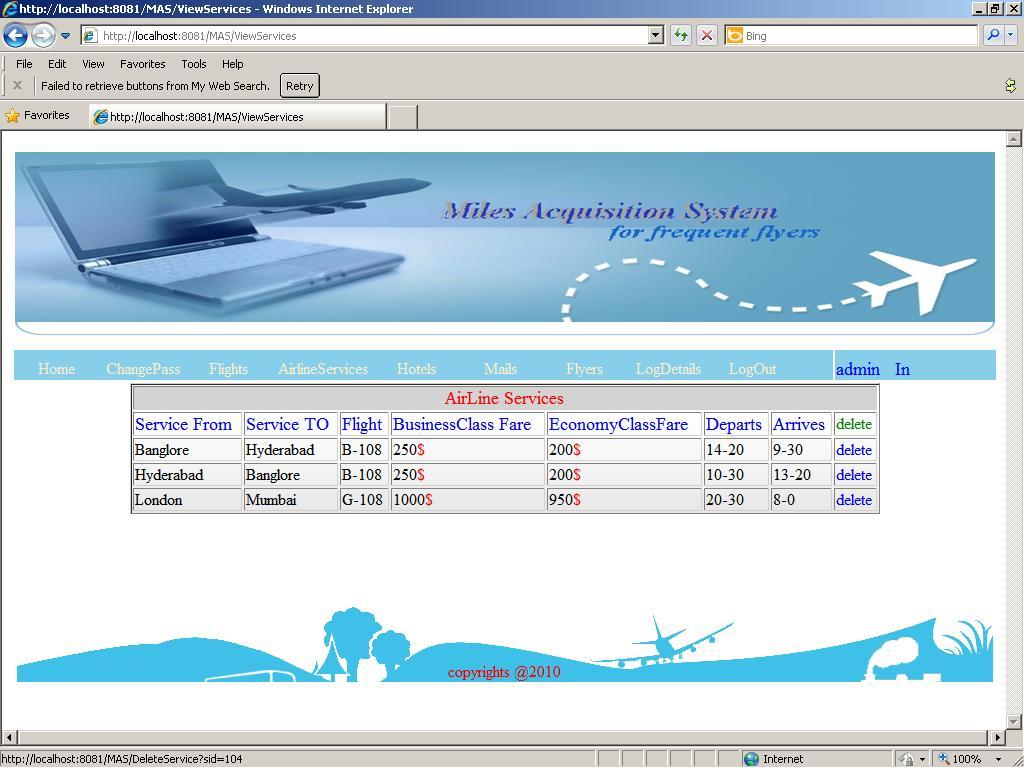 http://localhost:8081/MAS/ViewServices - Windows Internet Explorer
http://localhost:8081/MAS/ViewServices Bing
File Edit View Favorites Tools Help
Failed to retrieve buttons from My Web Search. Retry
Favorites http://localhost:8081/MAS/ViewServices
Miles Acquisition System
for frequent flyers
Home ChangePass Flights AirlineServices Hotels Mails Flyers LogDetails LogOut admin In
AirLine Services
Service From Service TO Flight BusinessClass Fare EconomyClassFare Departs Arrives delete
Banglore Hyderabad B-108 250$ 200$ 14-20 9-30 delete
Hyderabad Banglore B-108 250$ 200$ 10-30 13-20 delete
London Mumbai G-108 1000$ 950$ 20-30 8-0 delete
copyrights @2010
http://localhost:8081/MAS/DeleteService?sid=104 Internet 100%